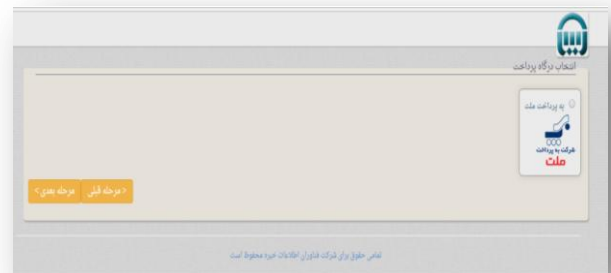 انتخاب درگاه پرداخت
به پرداخت ملت
شرکت به پرداخت
ملت
< مرحله قبلی
مرحله بعدی >
تمامی حقوق برای شرکت فناوران اطلاعات خبره محفوظ است